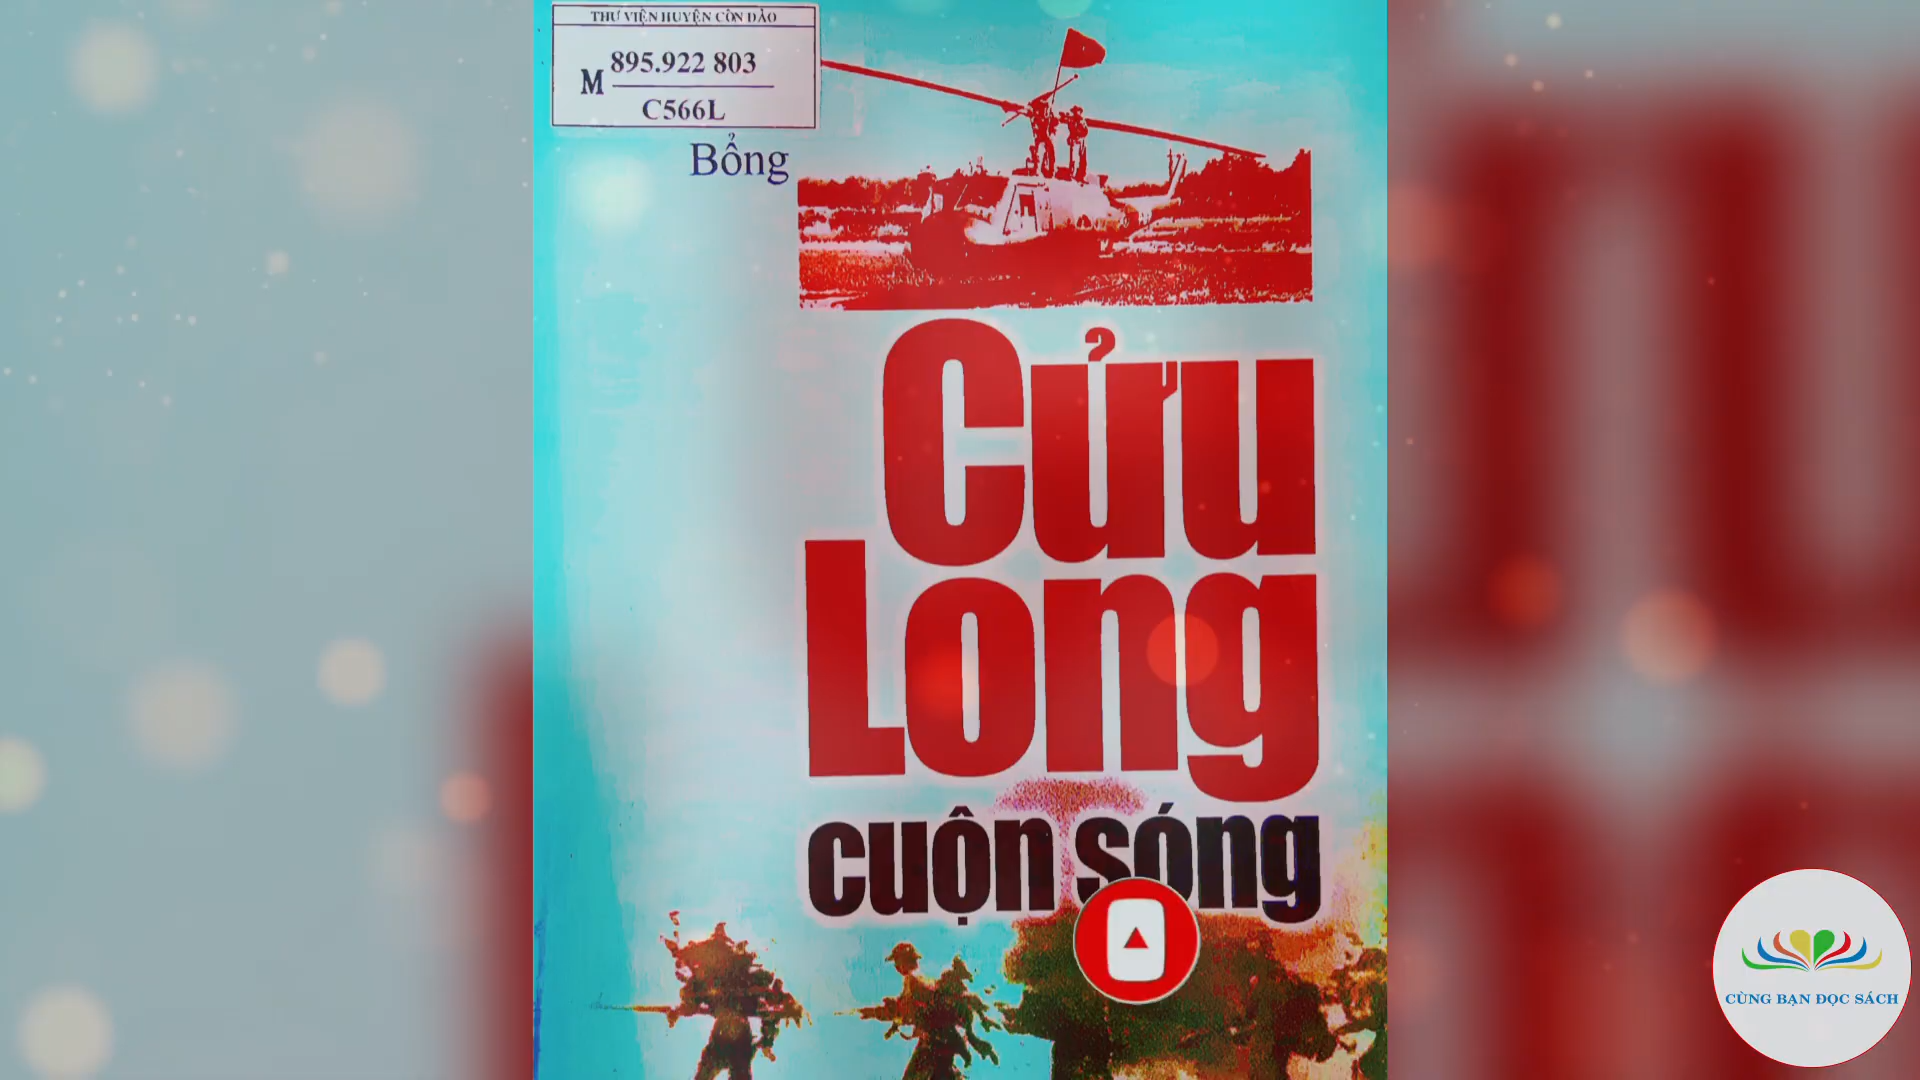 THƯ VIỆN HUYỆN CÔN ĐẢO
895.922 803
M
C566L
Bổng
Cửu
Long
cuộn sóng
CÙNG BẠN ĐỌC SÁCH